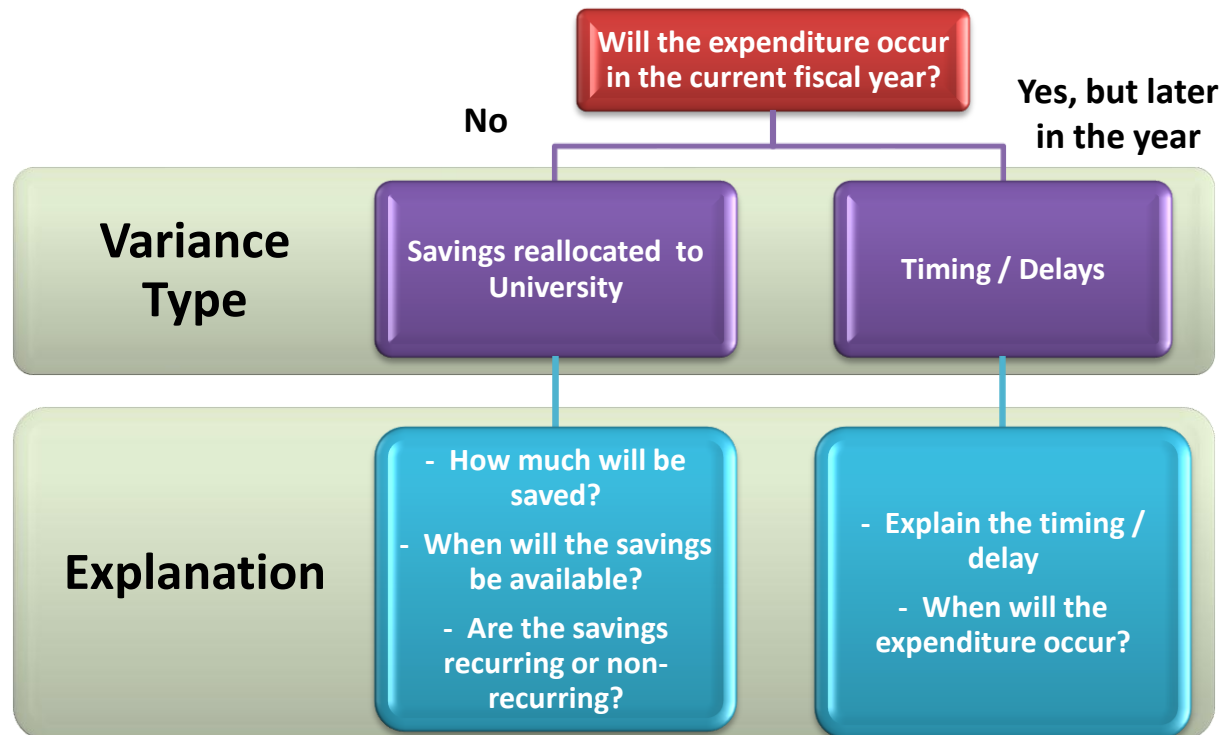 Will the expenditure occur
in the current fiscal year?
No
Yes, but later
in the year
Variance
Type
Savings reallocated  to
University
Timing / Delays
Explanation
-  How much will be
saved?
-  When will the savings
be available?
-  Are the savings
recurring or non-
recurring?
-  Explain the timing /
delay
-  When will the
expenditure occur?